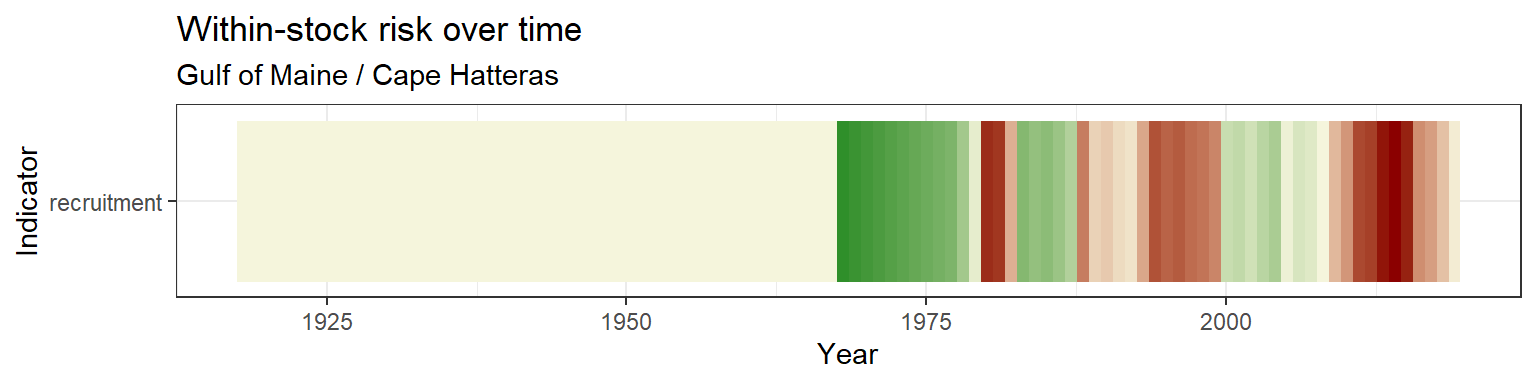 Within-stock risk over time
Gulf of Maine / Cape Hatteras
Indicator
recruitment
1925 1950 1975 2000
Year